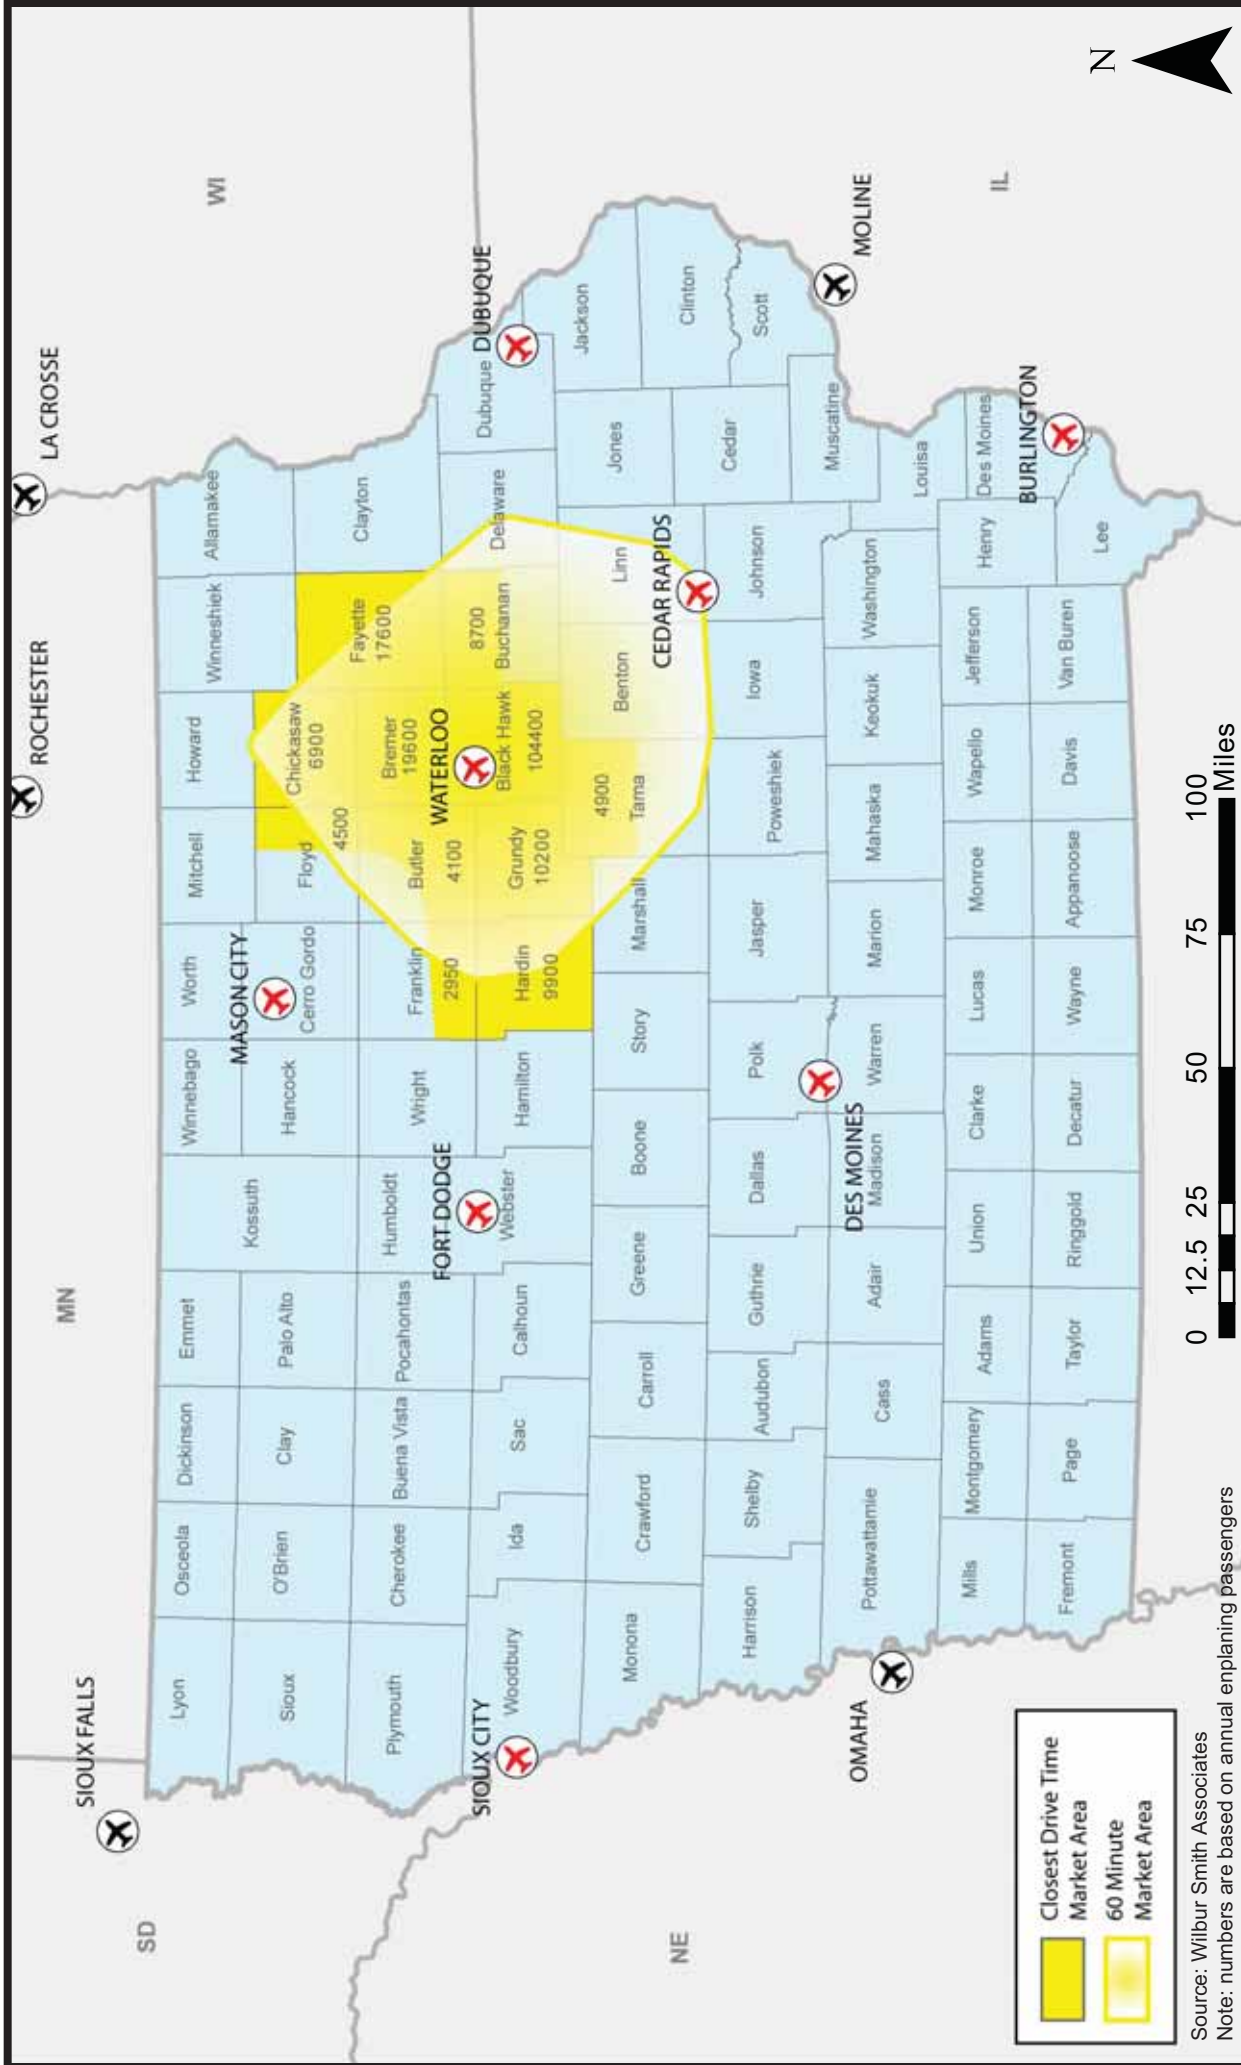 SIOUX FALLS
ROCHESTER
LA CROSSE
SD
MN
WI
NE
IL
N
Lyon
Osceola
Dickinson
Emmet
Kossuth
Winnebago
Worth
Mitchell
Howard
Winneshiek
Allamakee
Sioux
O'Brien
Clay
Palo Alto
Hancock
MASON CITY
Cerro Gordo
Floyd
4500
Chickasaw
6900
Fayette
17600
Clayton
Plymouth
Cherokee
Buena Vista
Pocahontas
Humboldt
Wright
Franklin
2950
Butler
4100
Bremer
19600
WATERLOO
SIOUX CITY
Woodbury
Ida
Sac
Calhoun
FORT DODGE
Webster
Hamilton
Hardin
9900
Grundy
10200
Black Hawk
104400
8700
Buchanan
Delaware
Dubuque
DUBUQUE
Monona
Crawford
Carroll
Greene
Boone
Story
Marshall
4900
Tama
Benton
Linn
CEDAR RAPIDS
Jones
Jackson
Clinton
Harrison
Shelby
Audubon
Guthrie
Dallas
Polk
Jasper
Poweshiek
Iowa
Johnson
Cedar
Scott
MOLINE
OMAHA
Pottawattamie
Cass
Adair
DES MOINES
Madison
Warren
Marion
Mahaska
Keokuk
Washington
Muscatine
Louisa
Mills
Montgomery
Adams
Union
Clarke
Lucas
Monroe
Wapello
Jefferson
Henry
Des Moines
BURLINGTON
Fremont
Page
Taylor
Ringgold
Decatur
Wayne
Appanoose
Davis
Van Buren
Lee
Closest Drive Time
Market Area
60 Minute
Market Area
0 12.5 25 50 75 100
Miles
Source: Wilbur Smith Associates
Note: numbers are based on annual enplaning passengers